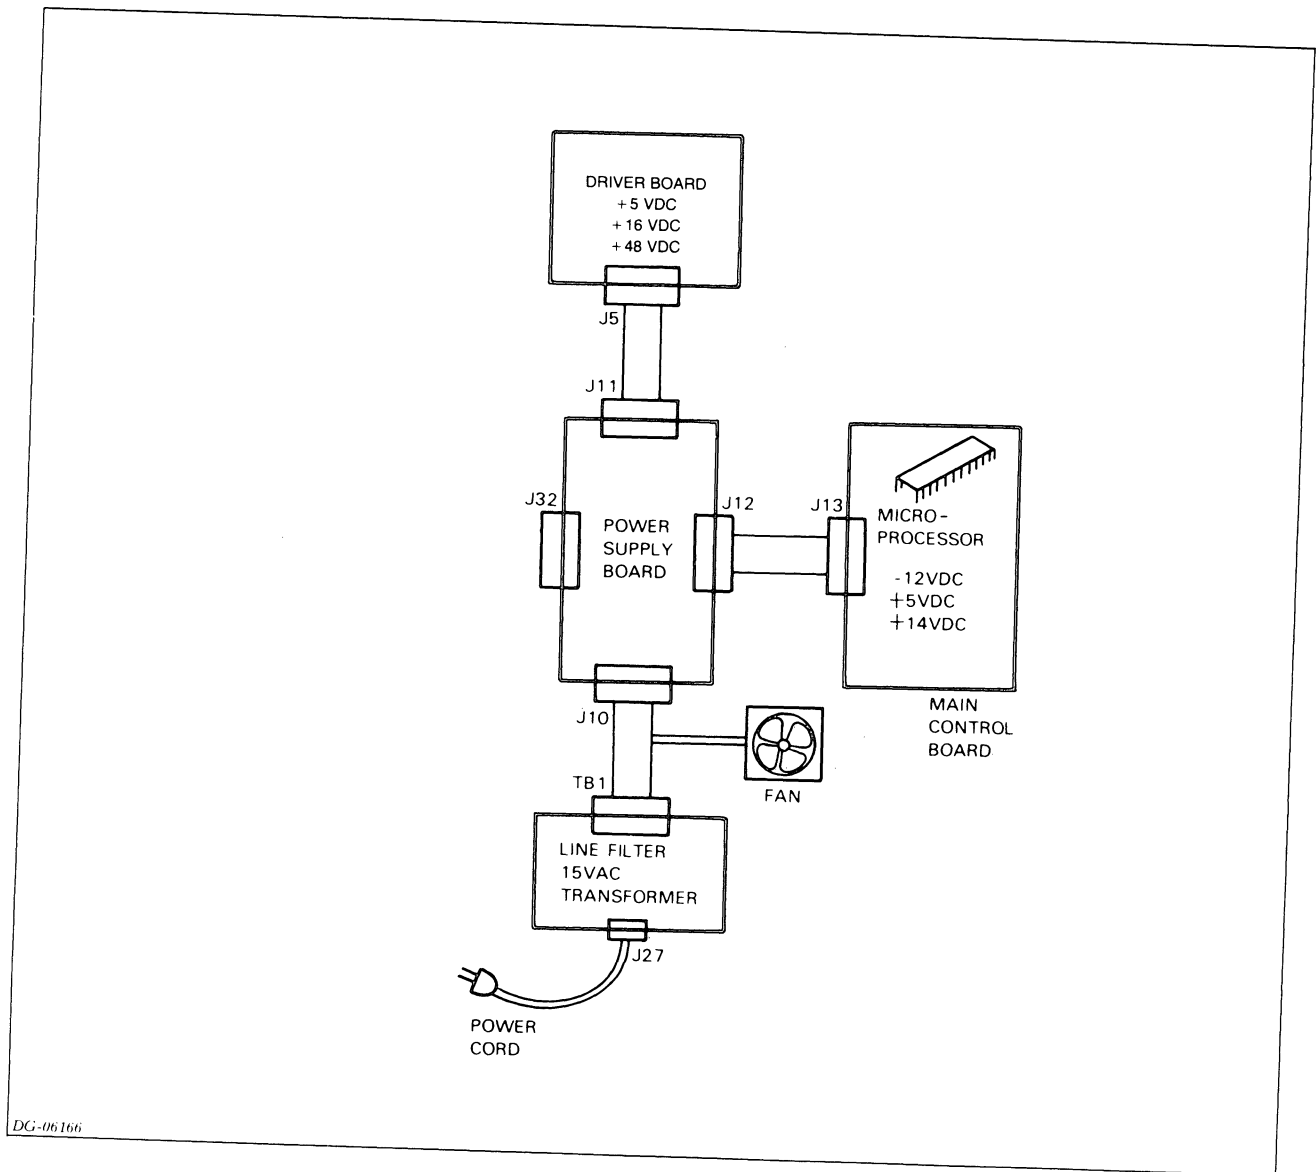 DRIVER BOARD
+5 VDC
+16 VDC
+48 VDC
J5
J11
J32
POWER
SUPPLY
BOARD
J12
J13
MICRO-
PROCESSOR
-12VDC
+5VDC
+14VDC
MAIN
CONTROL
BOARD
J10
FAN
TB1
LINE FILTER
15VAC
TRANSFORMER
J27
POWER
CORD
DG-06166